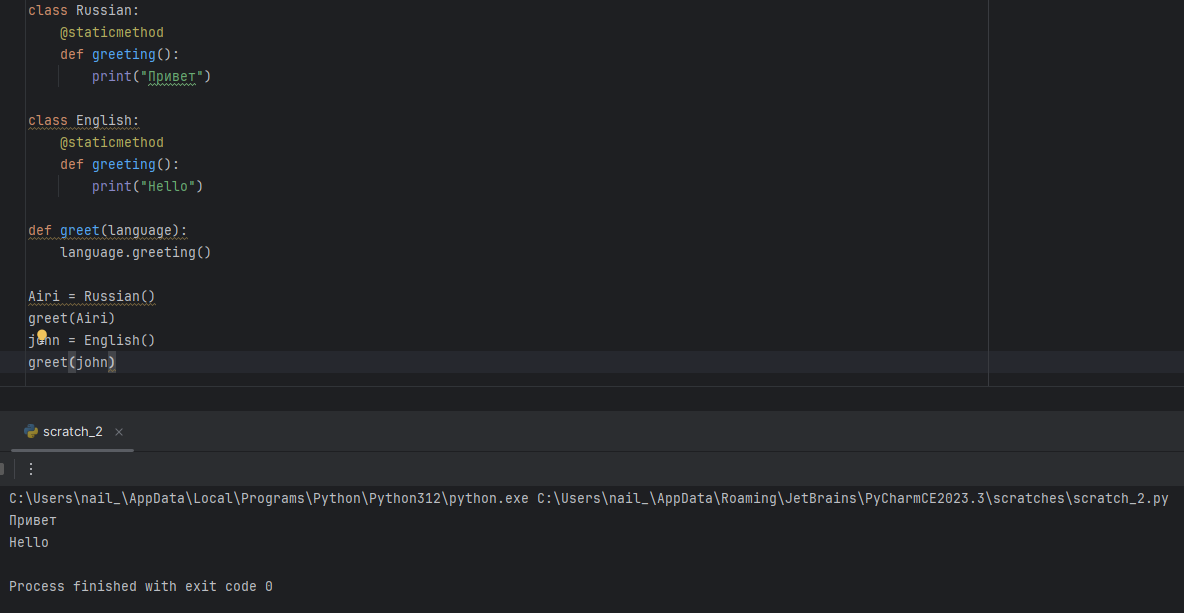 class Russian:
@staticmethod
def greeting():
print("Привет")
class English:
@staticmethod
def greeting():
print("Hello")
def greet(language):
language.greeting()
Airi = Russian()
greet(Airi)
john = English()
greet(john)
scratch_2
C:\Users\nail_\AppData\Local\Programs\Python\Python312\python.exe C:\Users\nail_\AppData\Roaming\JetBrains\PyCharmCE2023.3\scratches\scratch_2.py
Привет
Hello
Process finished with exit code 0